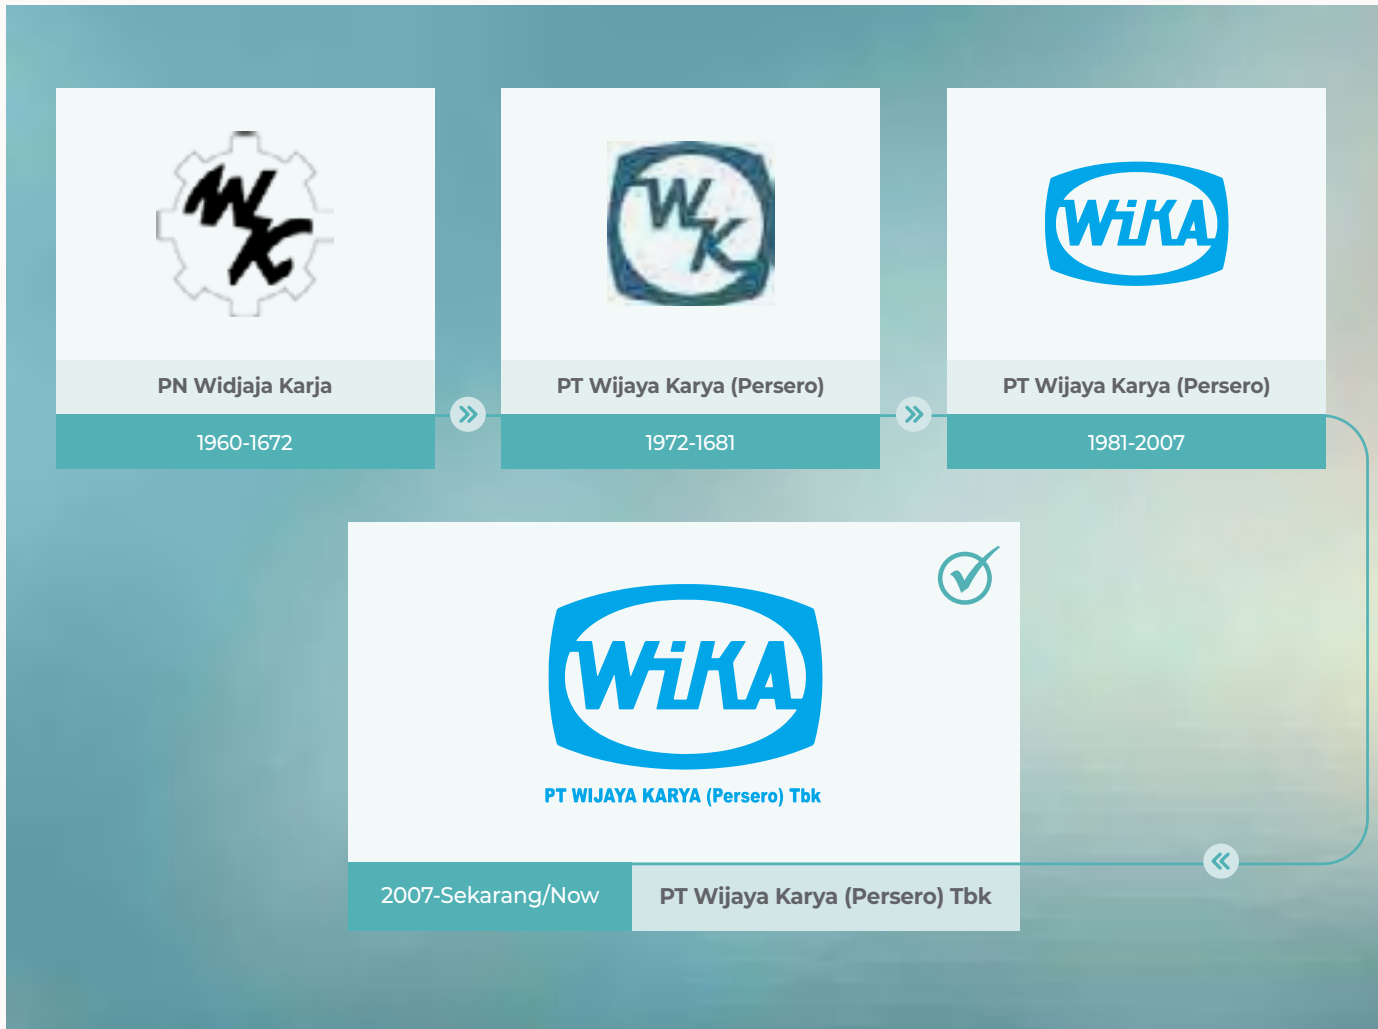 WK
WK
WiKA
PN Widjaja Karja
PT Wijaya Karya (Persero)
PT Wijaya Karya (Persero)
1960-1672
1972-1681
1981-2007
WiKA
PT WIJAYA KARYA (Persero) Tbk
2007-Sekarang/Now
PT Wijaya Karya (Persero) Tbk